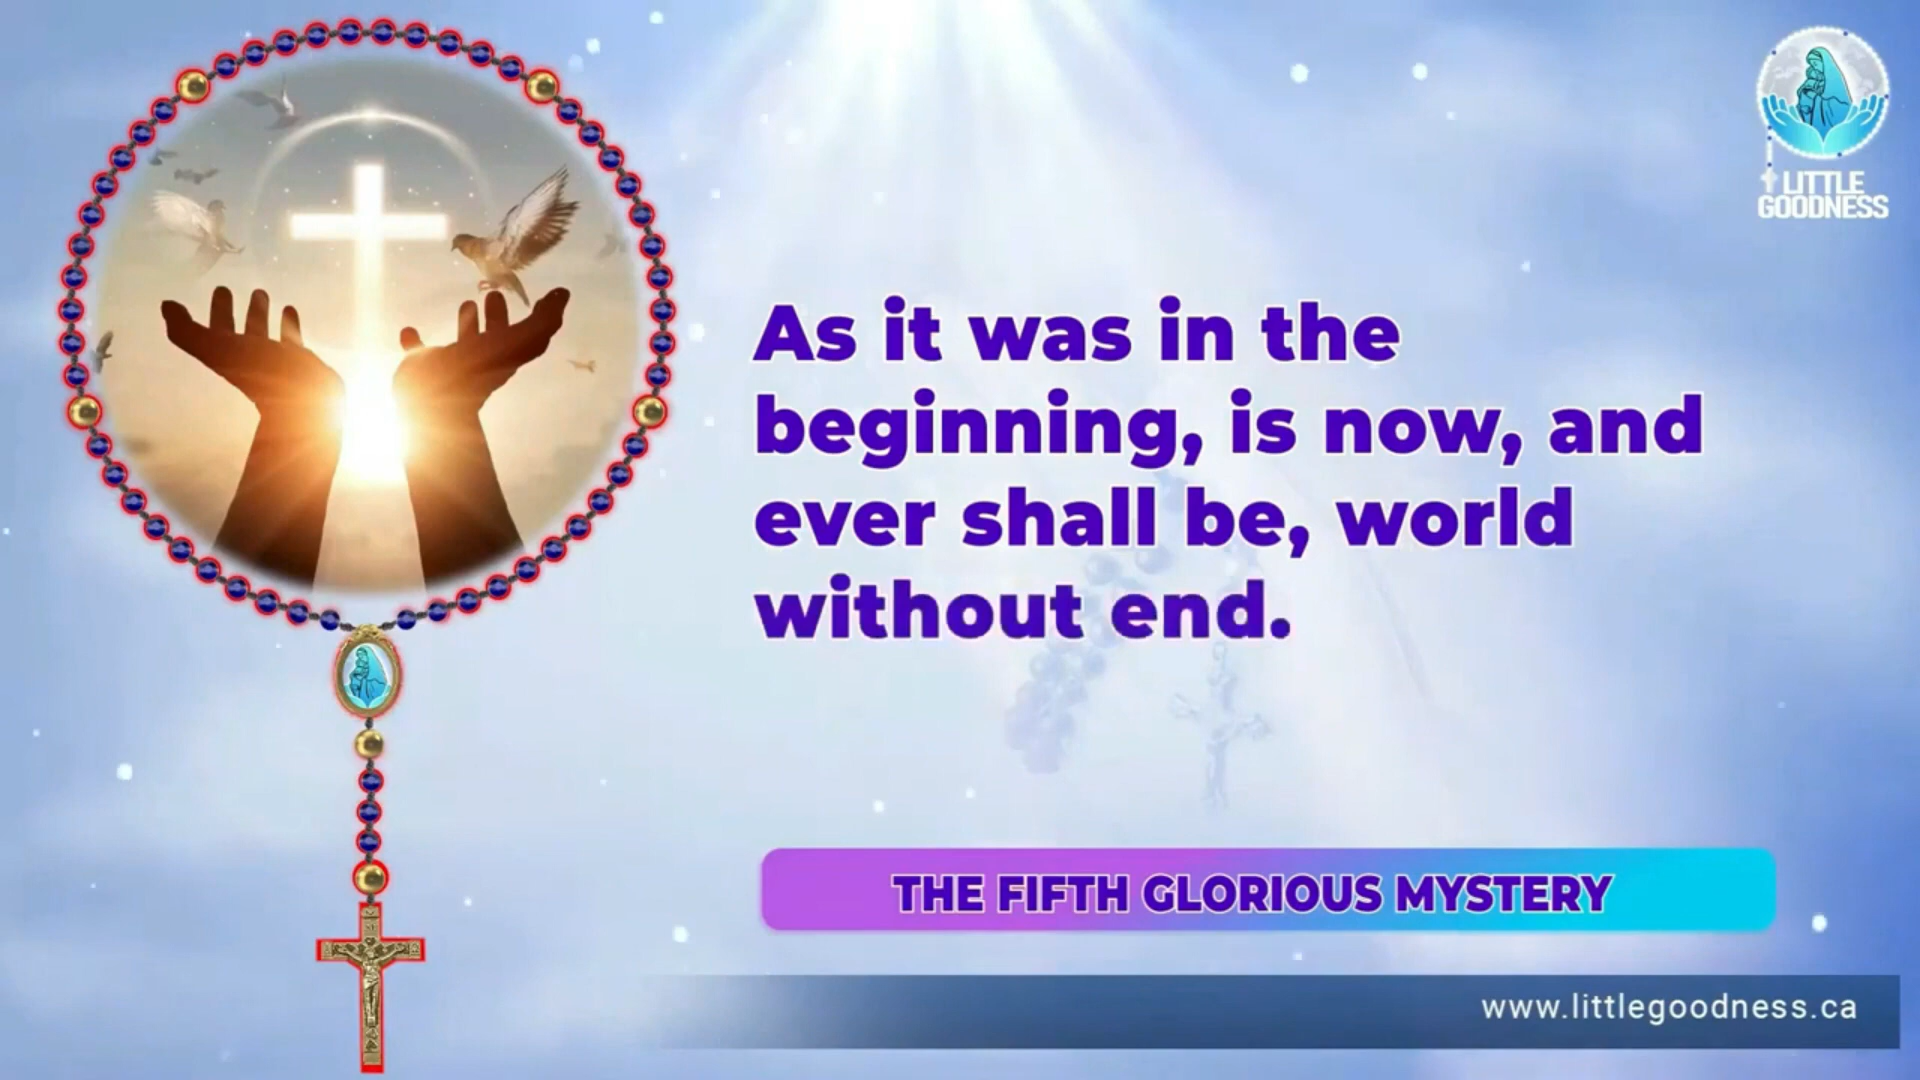 LITTLE
GOODNESS
As it was in the
beginning, is now, and
ever shall be, world
without end.
THE FIFTH GLORIOUS MYSTERY
www.littlegoodness.ca